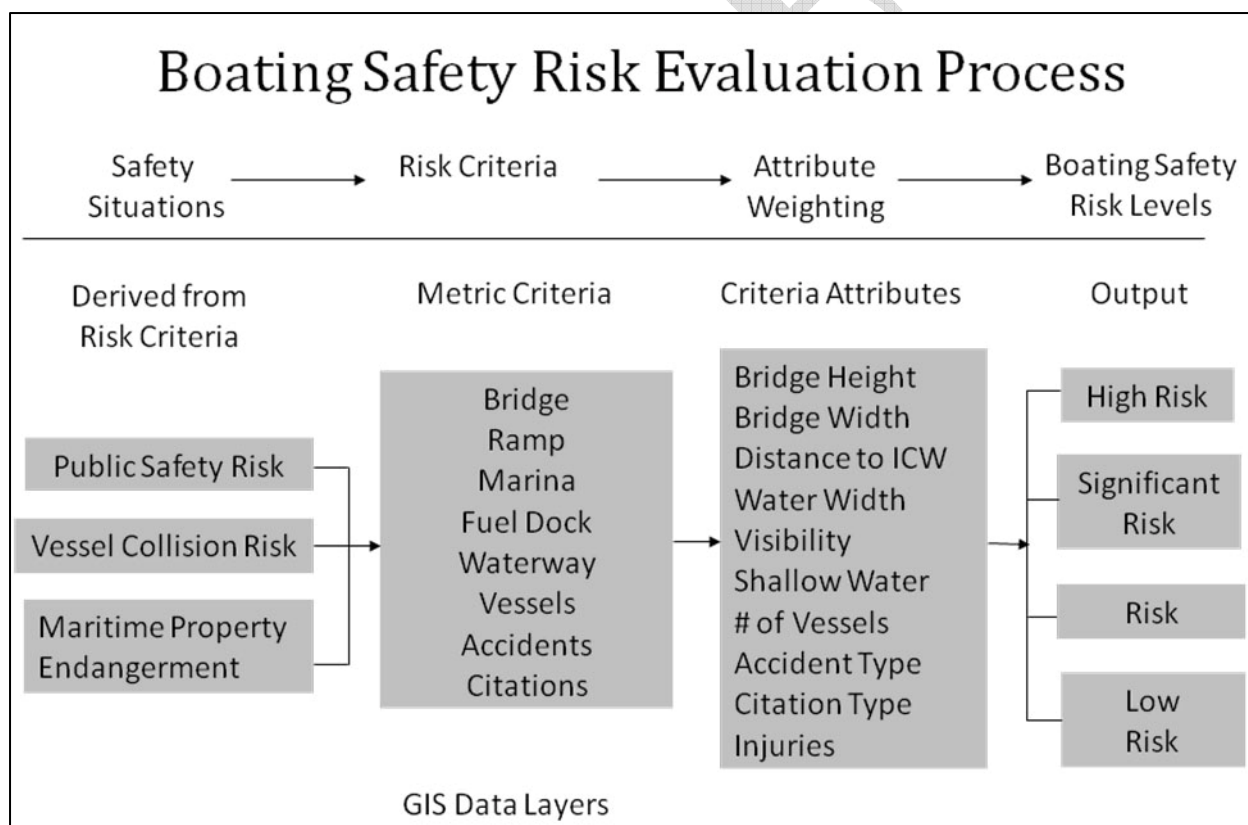 Boating Safety Risk Evaluation Process
Safety
Situations
Risk Criteria
Attribute
Weighting
Boating Safety
Risk Levels
Derived from
Risk Criteria
Metric Criteria
Criteria Attributes
Output
Public Safety Risk
Vessel Collision Risk
Maritime Property
Endangerment
Bridge
Ramp
Marina
Fuel Dock
Waterway
Vessels
Accidents
Citations
Bridge Height
Bridge Width
Distance to ICW
Water Width
Visibility
Shallow Water
# of Vessels
Accident Type
Citation Type
Injuries
High Risk
Significant
Risk
Risk
Low
Risk
GIS Data Layers